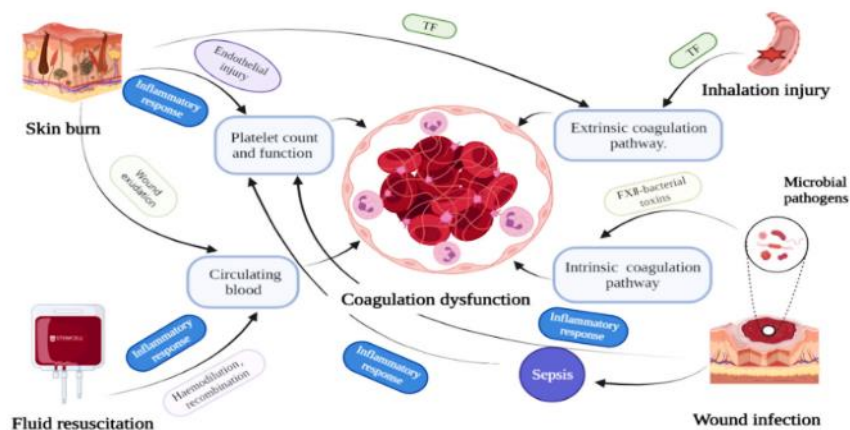 TF
Endothelial
injury
TF
Inflammatory
response
Inhalation injury
Skin burn
Platelet count
and function
Extrinsic coagulation
pathway.
Wound
exudation
FXⅡ-bacterial
toxins
Microbial
pathogens
Circulating
blood
Intrinsic coagulation
pathway
Coagulation dysfunction
STEMCELL
Inflammatory
response
Inflammatory
response
Inflammatory
response
Haemodilution,
recombination
Sepsis
Fluid resuscitation
Wound infection